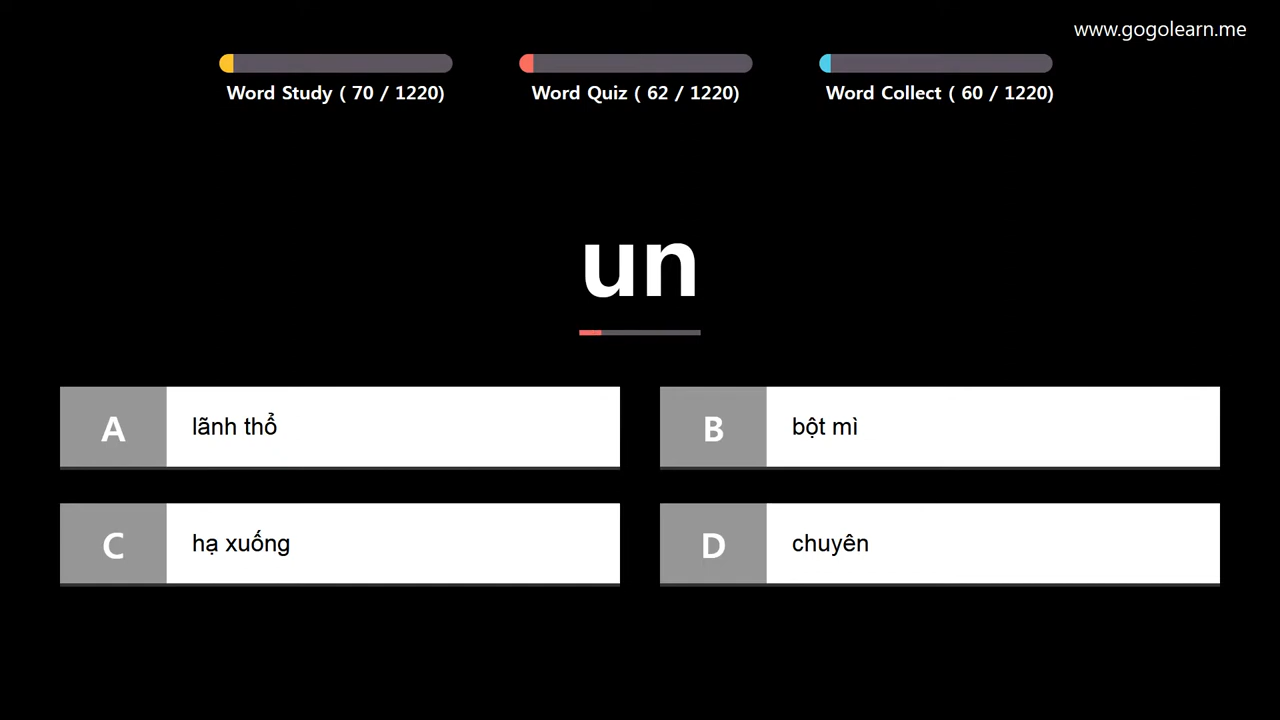 www.gogolearn.me
Word Study ( 70 / 1220)
Word Quiz ( 62 / 1220)
Word Collect ( 60 / 1220)
un
A lãnh thổ
B bột mì
C hạ xuống
D chuyên